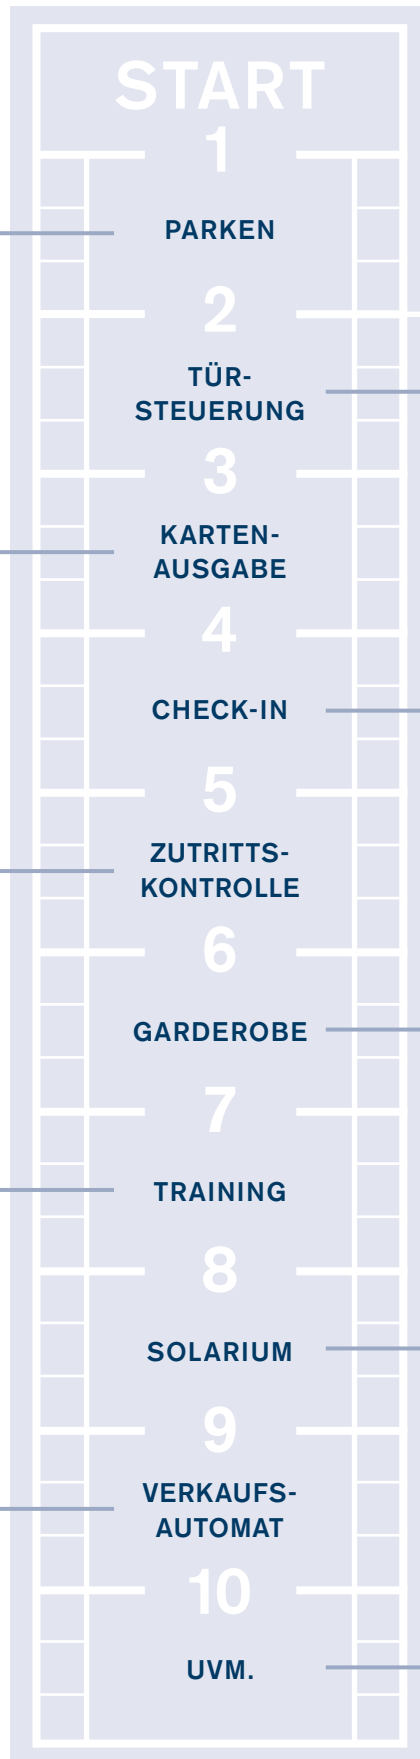 START
1
PARKEN
2
TÜR-
STEUERUNG
3
KARTEN-
AUSGABE
4
CHECK-IN
5
ZUTRITTS-
KONTROLLE
6
GARDEROBE
7
TRAINING
8
SOLARIUM
9
VERKAUFS-
AUTOMAT
10
UVM.